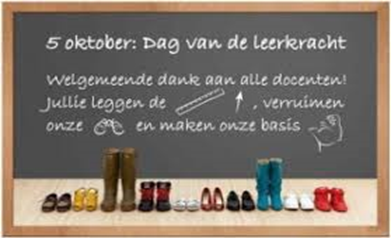 5 oktober: Dag van de leerkracht
Welgemeende dank aan alle docenten!
Jullie leggen de , verruimen
onze en maken onze basis